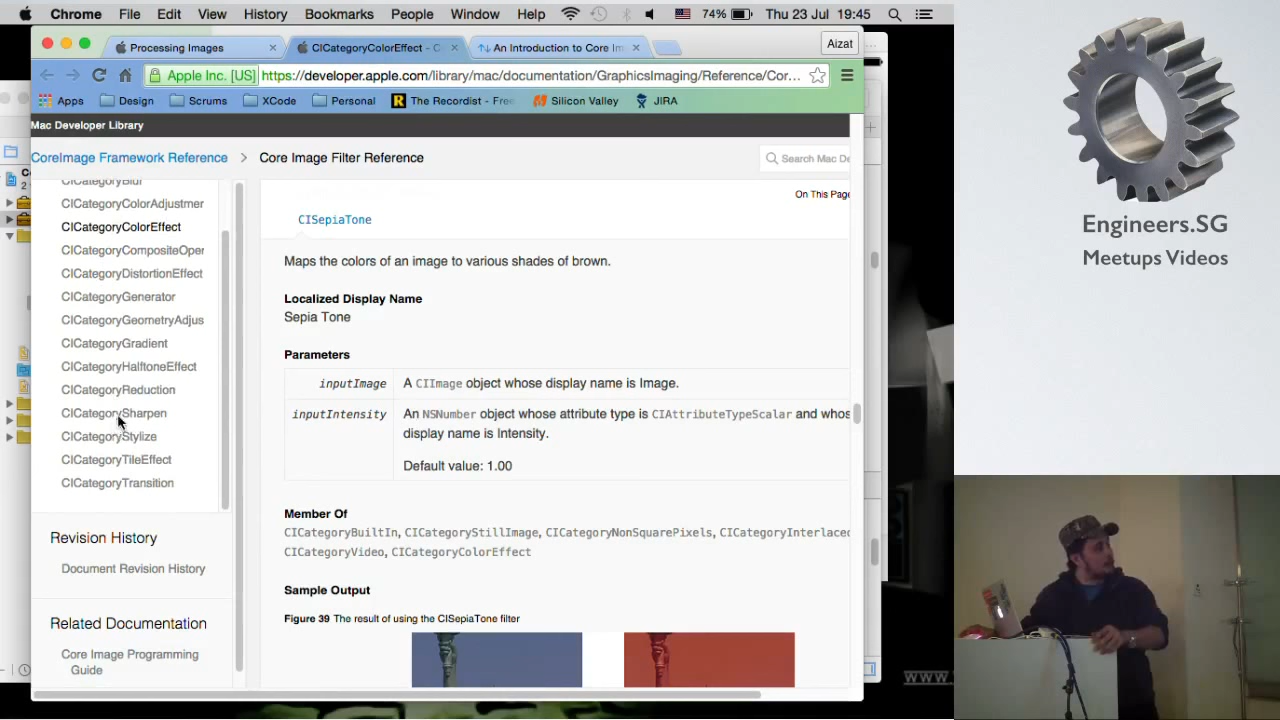 Chrome File Edit View History Bookmarks People Window Help 74% Thu 23 Jul 19:45
Processing Images
CICategoryColorEffect - C
An Introduction to Core Im
Aizat
Apple Inc. [US] https://developer.apple.com/library/mac/documentation/GraphicsImaging/Reference/Cor...
Apps Design Scrums XCode Personal The Recordist - Fre Silicon Valley JIRA
Mac Developer Library
CoreImage Framework Reference > Core Image Filter Reference
Search Mac De
CICategoryBlur
CICategoryColorAdjustmer
CICategoryColorEffect
CICategoryCompositeOper
CICategoryDistortionEffect
CICategoryGenerator
CICategoryGeometryAdjus
CICategoryGradient
CICategoryHalftoneEffect
CICategoryReduction
CICategorySharpen
CICategoryStylize
CICategoryTileEffect
CICategoryTransition
Revision History
Document Revision History
Related Documentation
Core Image Programming
Guide
On This Page
CISepiaTone
Maps the colors of an image to various shades of brown.
Localized Display Name
Sepia Tone
Parameters
inputImage A CIImage object whose display name is Image.
inputIntensity An NSNumber object whose attribute type is CIAttributeTypeScalar and whos
display name is Intensity.
Default value: 1.00
Member Of
CICategoryBuiltIn, CICategoryStillImage, CICategoryNonSquarePixels, CICategoryInterlaced
CICategoryVideo, CICategoryColorEffect
Sample Output
Figure 39 The result of using the CISepiaTone filter
Engineers.SG
Meetups Videos